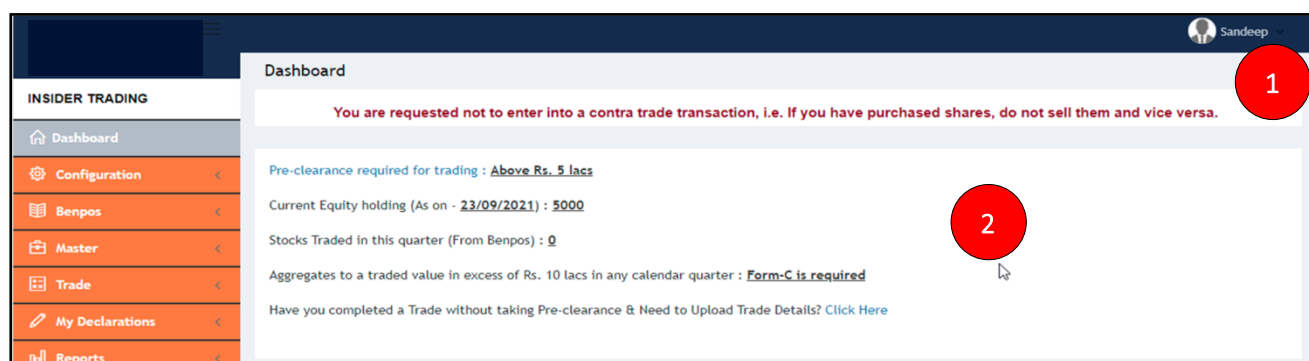 Sandeep
1
Dashboard
INSIDER TRADING
You are requested not to enter into a contra trade transaction, i.e. If you have purchased shares, do not sell them and vice versa.
Dashboard
Configuration
Benpos
Master
Trade
My Declarations
Reports
Pre-clearance required for trading : Above Rs. 5 lacs
Current Equity holding (As on - 23/09/2021) : 5000
2
Stocks Traded in this quarter (From Benpos) : 0
Aggregates to a traded value in excess of Rs. 10 lacs in any calendar quarter : Form-C is required
Have you completed a Trade without taking Pre-clearance & Need to Upload Trade Details? Click Here